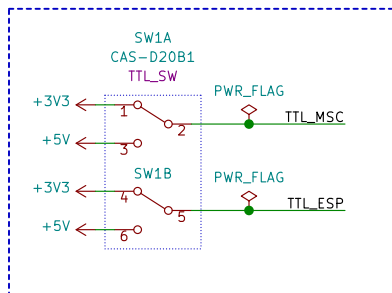 SW1A
CAS-D20B1
TTL_SW
PWR_FLAG
+3V3
1
2
TTL_MSC
+5V
3
SW1B
PWR_FLAG
+3V3
4
5
TTL_ESP
+5V
6